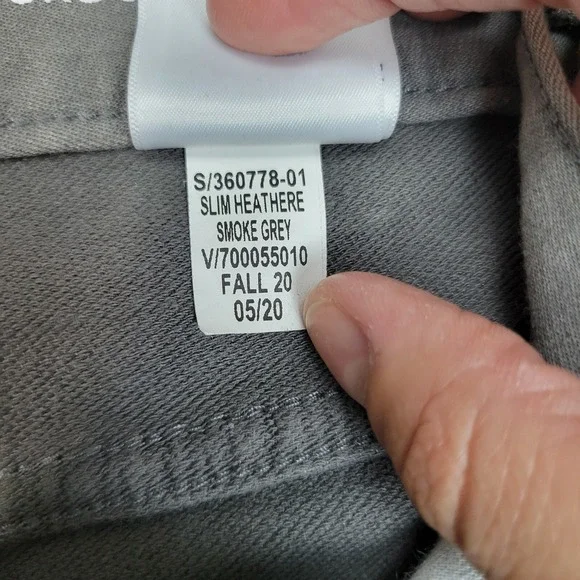 S/360778-01
SLIM HEATHERE
SMOKE GREY
V/700055010
FALL 20
05/20